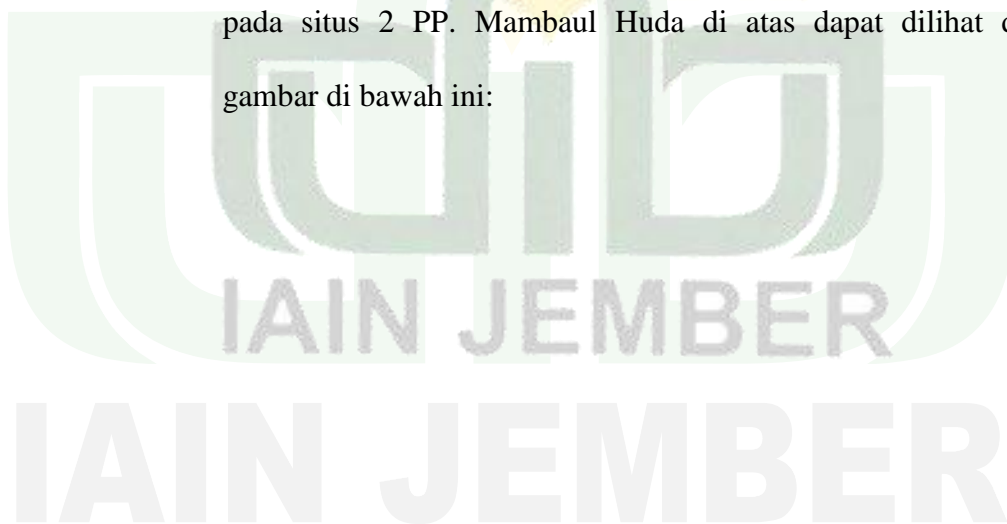 pada situs 2 PP. Mambaul Huda di atas dapat dilihat
gambar di bawah ini:
IAIN JEMBER
IAIN JEMBER